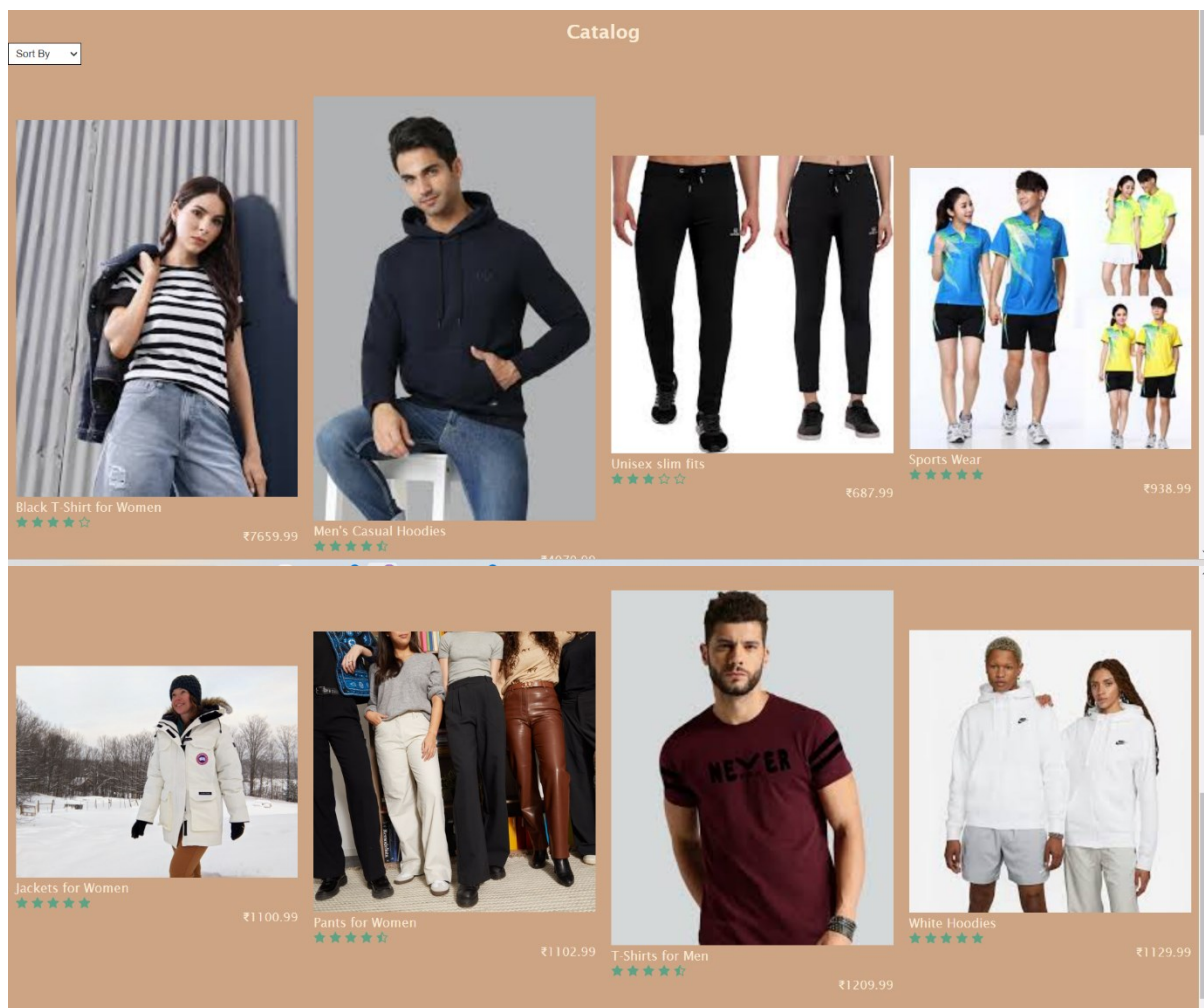 Catalog
Sort By
Black T-Shirt for Women
₹7659.99
Men's Casual Hoodies
Unisex slim fits
₹687.99
Sports Wear
₹938.99
Jackets for Women
₹1100.99
Pants for Women
₹1102.99
NEVER
T-Shirts for Men
₹1209.99
White Hoodies
₹1129.99